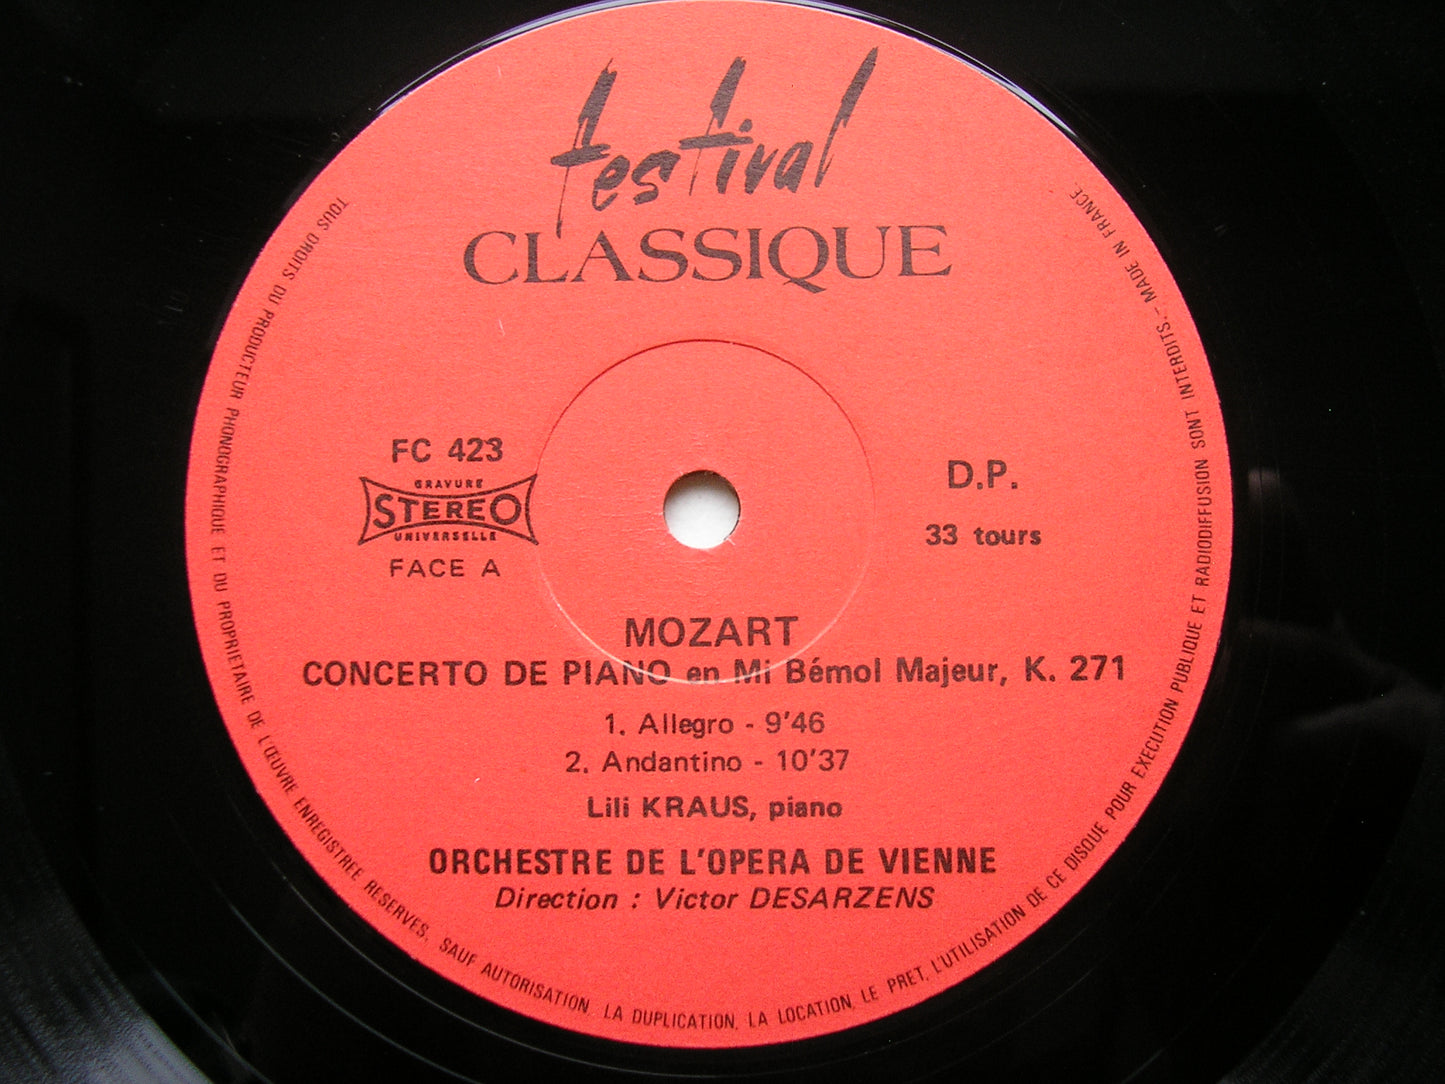 festival
CLASSIQUE
FC 423
GRAVURE
STEREO
UNIVERSELLE
FACE A
D.P.
33 tours
MOZART
CONCERTO DE PIANO en Mi Bémol Majeur, K. 271
1. Allegro - 9'46
2. Andantino - 10'37
Lili KRAUS, piano
ORCHESTRE DE L'OPERA DE VIENNE
Direction : Victor DESARZENS
TOUS DROITS DU PRODUCTEUR PHONOGRAPHIQUE ET DU PROPRIETAIRE DE L'ŒUVRE ENREGISTREE RESERVES. SAUF AUTORISATION, LA DUPLICATION, LA LOCATION, LE PRET, L'UTILISATION DE CE DISQUE POUR EXECUTION PUBLIQUE ET RADIODIFFUSION SONT INTERDITS. - MADE IN FRANCE